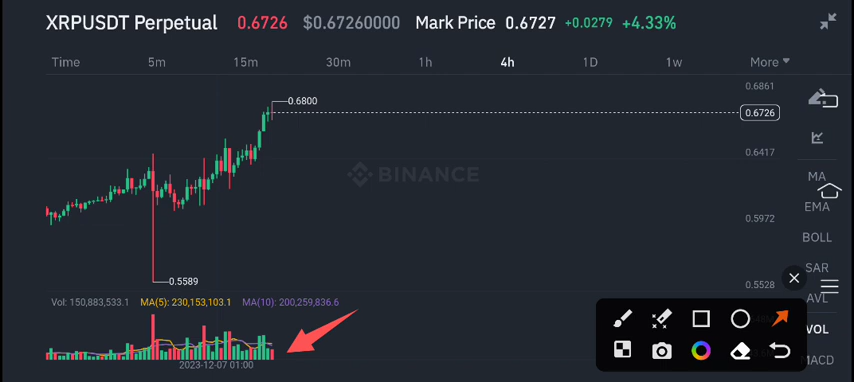 XRPUSDT Perpetual 0.6726 $0.67260000 Mark Price 0.6727 +0.0279 +4.33%
Time 5m 15m 30m 1h 4h 1D 1w More
0.6861
0.6800
0.6726
0.6417
BINANCE
0.5972
0.5589
0.5528
Vol: 150,883,533.1 MA(5): 230,153,103.1 MA(10): 200,259,836.6
2023-12-07 01:00
MA
EMA
BOLL
SAR
AVL
VOL
MACD